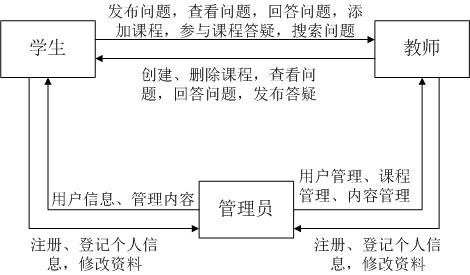 发布问题，查看问题，回答问题，添
加课程，参与课程答疑，搜索问题
学生
教师
创建、删除课程，查看问
题，回答问题，发布答疑
用户信息、管理内容
管理员
用户管理、课程
管理、内容管理
注册、登记个人信
息，修改资料
注册、登记个人信
息，修改资料